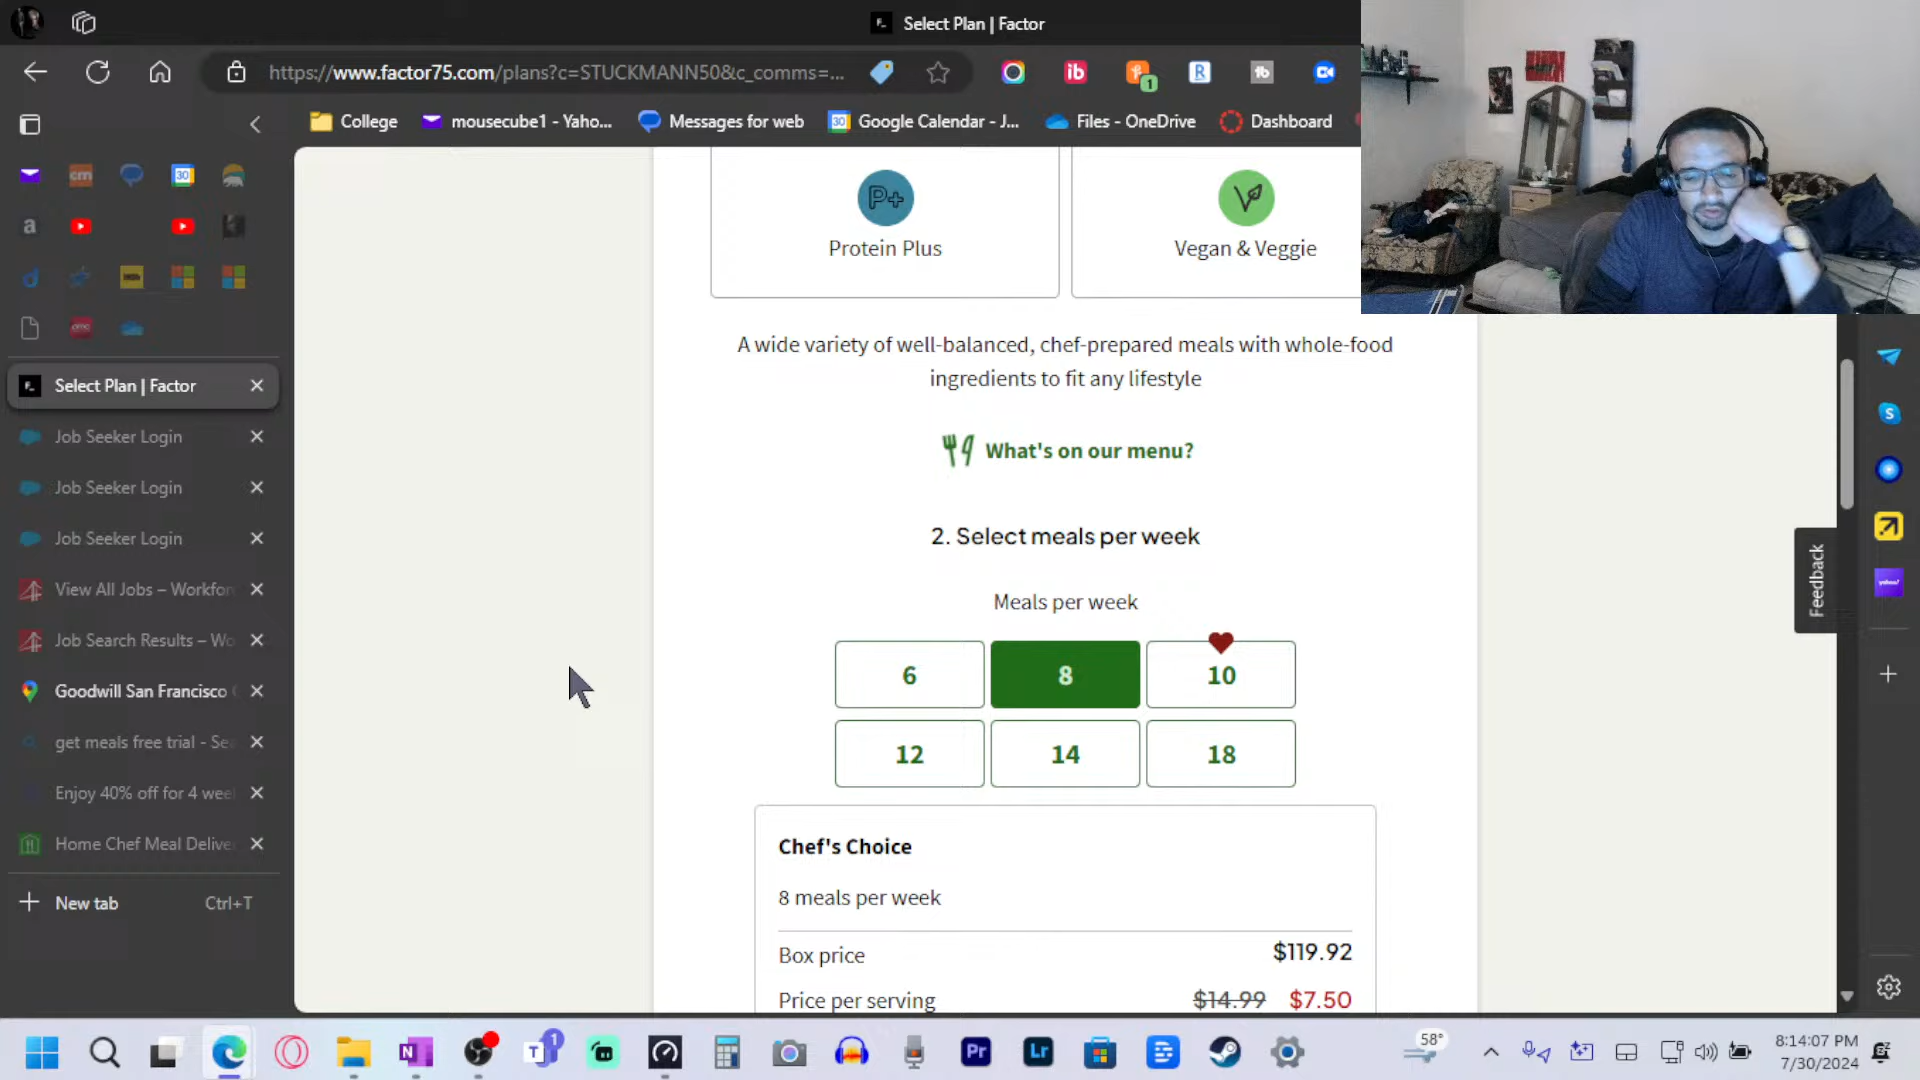 Select Plan | Factor
https://www.factor75.com/plans?c=STUCKMANN50&c_comms=...
1
College
mousecube1 - Yaho...
Messages for web
Google Calendar - J...
Files - OneDrive
Dashboard
Select Plan | Factor
Job Seeker Login
Job Seeker Login
Job Seeker Login
View All Jobs – Workfor
Job Search Results – Wo
Goodwill San Francisco
get meals free trial - Se
Enjoy 40% off for 4 wee
Home Chef Meal Delive
New tab
Ctrl+T
P+
Protein Plus
Vegan & Veggie
A wide variety of well-balanced, chef-prepared meals with whole-food
ingredients to fit any lifestyle
What's on our menu?
2. Select meals per week
Meals per week
6
8
10
12
14
18
Chef's Choice
8 meals per week
Box price
$119.92
Price per serving
$14.99 $7.50
Feedback
58°
8:14:07 PM
7/30/2024